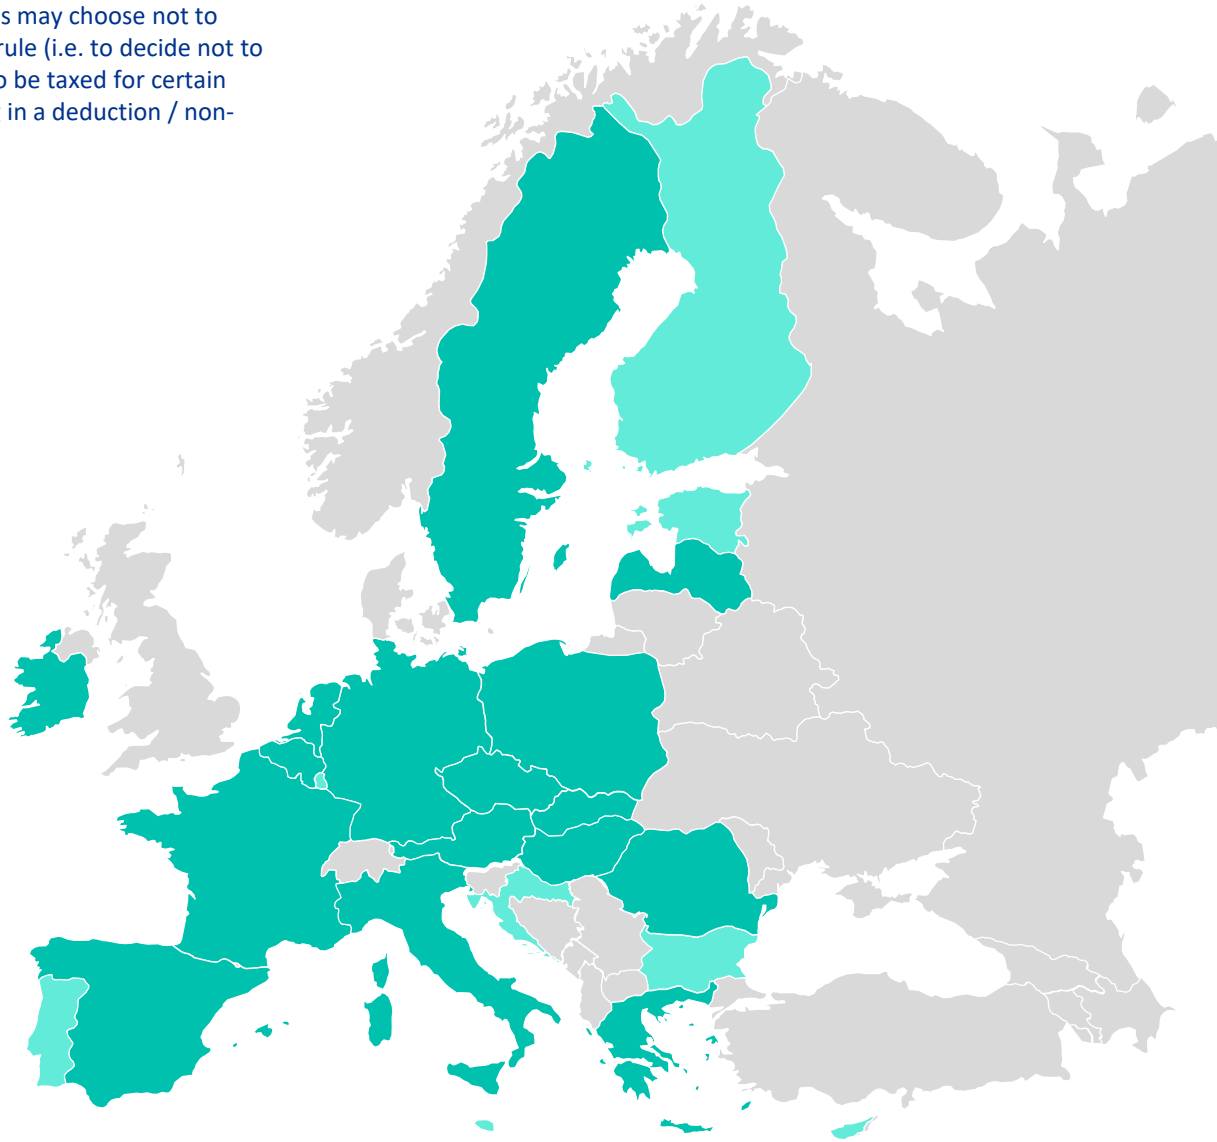 s may choose not to
rule (i.e. to decide not to
o be taxed for certain
in a deduction / non-